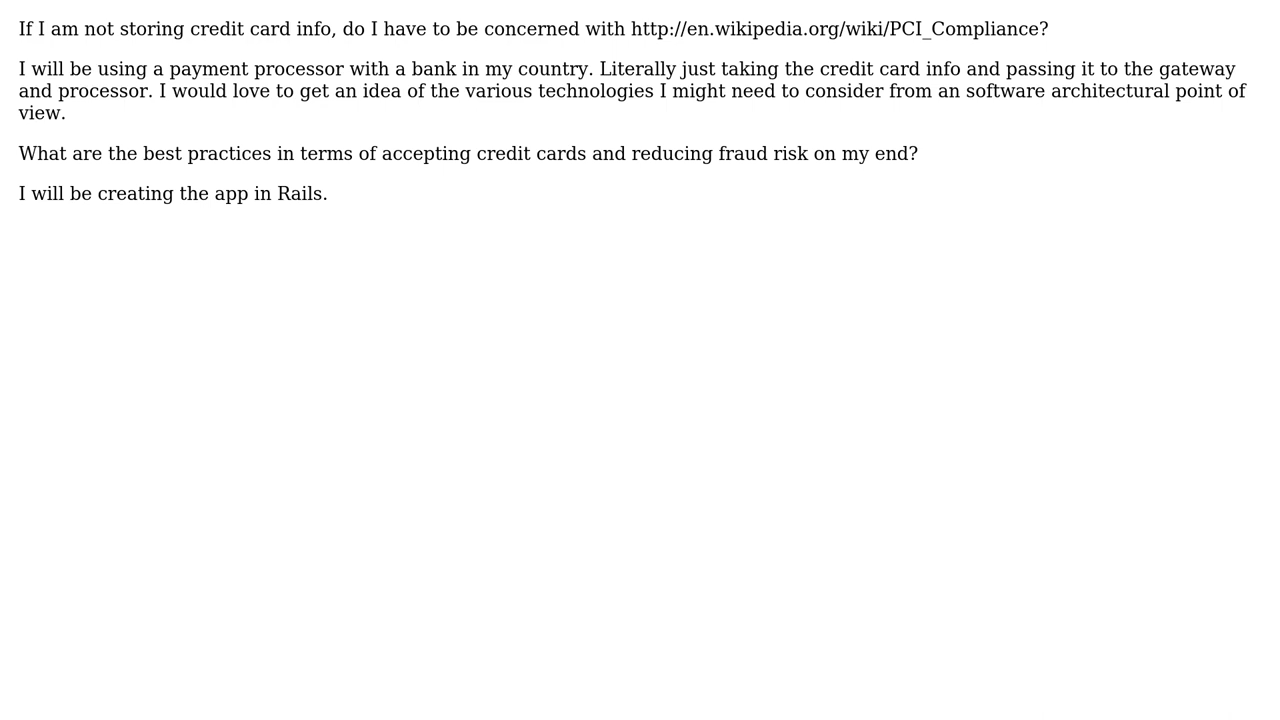 If I am not storing credit card info, do I have to be concerned with http://en.wikipedia.org/wiki/PCI_Compliance?
I will be using a payment processor with a bank in my country. Literally just taking the credit card info and passing it to the gateway
and processor. I would love to get an idea of the various technologies I might need to consider from an software architectural point of
view.
What are the best practices in terms of accepting credit cards and reducing fraud risk on my end?
I will be creating the app in Rails.